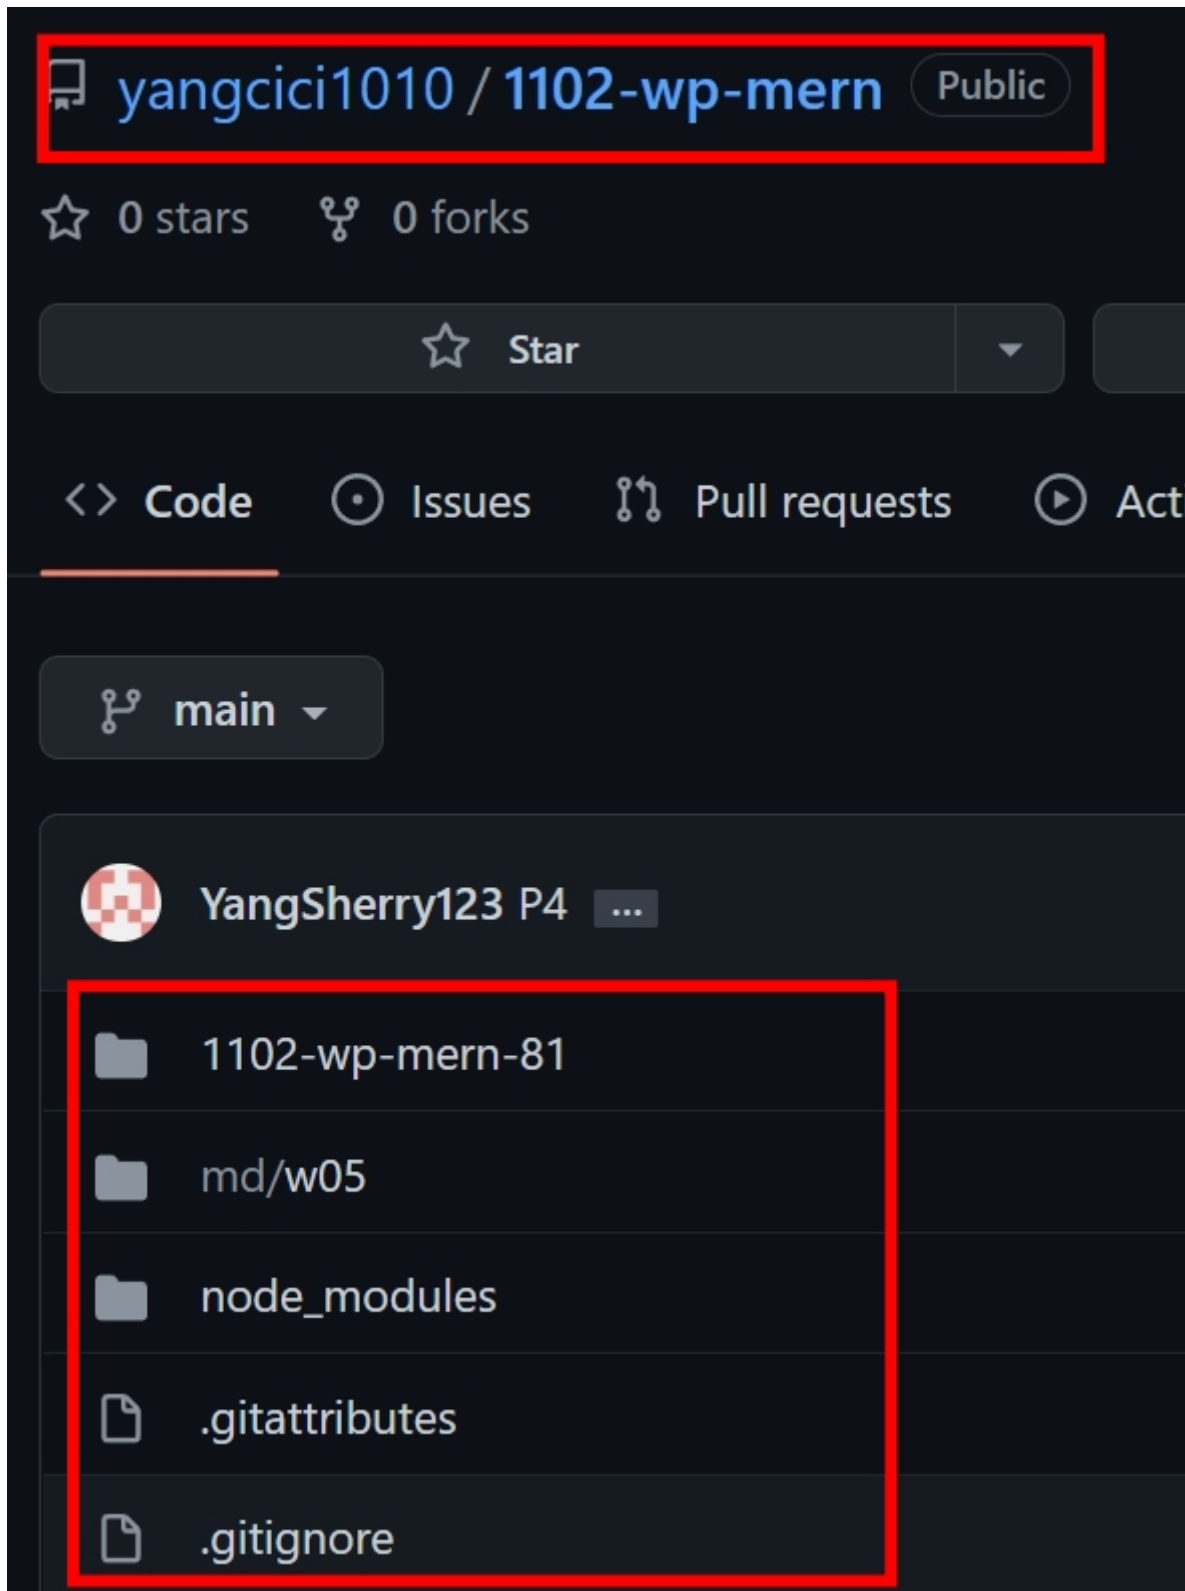 yangcici1010 / 1102-wp-mern Public
0 stars 0 forks
Star
Code Issues Pull requests Act
main
YangSherry123 P4 ...
1102-wp-mern-81
md/w05
node_modules
.gitattributes
.gitignore